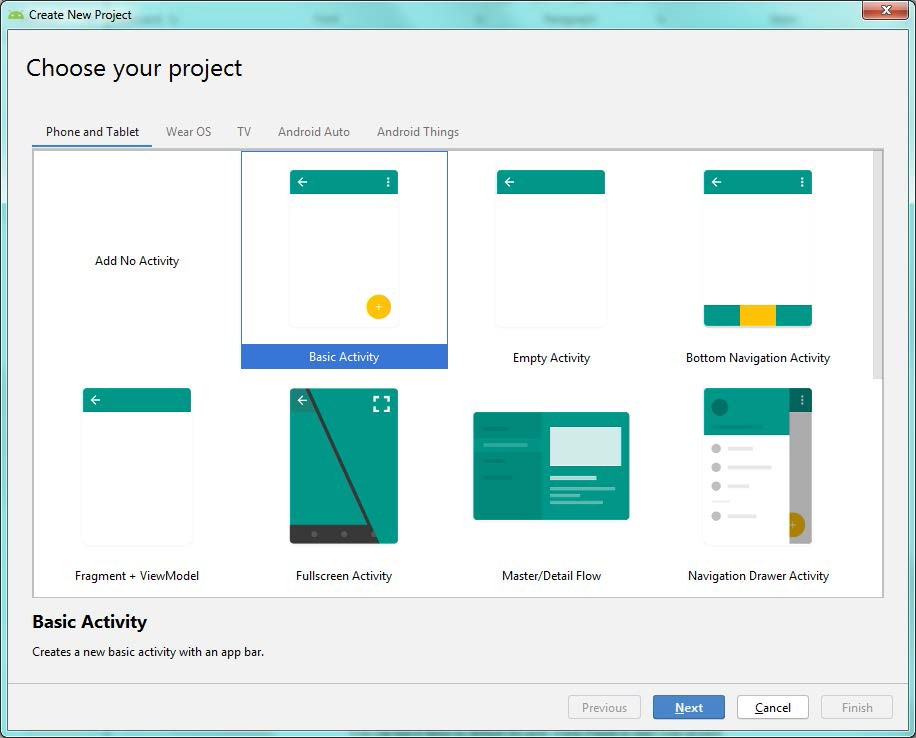 Create New Project
Choose your project
Phone and Tablet Wear OS TV Android Auto Android Things
Add No Activity
Basic Activity
Empty Activity
Bottom Navigation Activity
Fragment + ViewModel
Fullscreen Activity
Master/Detail Flow
Navigation Drawer Activity
Basic Activity
Creates a new basic activity with an app bar.
Previous Next Cancel Finish